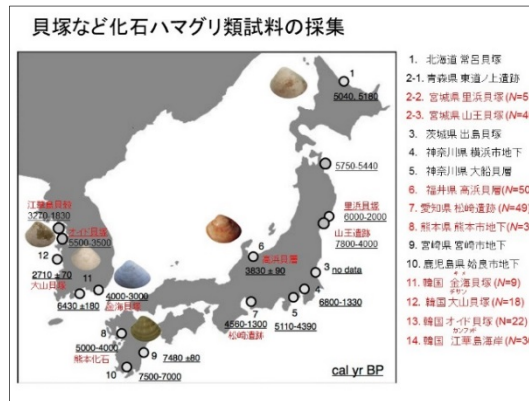 貝塚など化石ハマグリ類試料の採集
1
5040, 5180
5750-5440
里浜貝塚
6000-2000
山王遺跡
7800-4000
江華島貝齢
3770-1830
オイド貝塚
5500-3500
12
2710 ± 70
大山貝塚
11
6430 ±180
4000-3000
金海貝塚
6
高浜貝層
3830 ± 90
3
no data
4
6800-1330
5
5110-4390
7
4560-1300
松崎遺跡
8
5000-4000
熊本化石
9
7480 ±80
10
7500-7000
cal yr BP
1. 北海道 常呂貝塚
2-1. 青森県 東道ノ上遺跡
2-2. 宮城県 里浜貝塚 (N=5
2-3. 宮城県 山王貝塚 (N=4
3. 茨城県 出島貝塚
4. 神奈川県 横浜市地下
5. 神奈川県 大船貝層
6. 福井県 高浜貝層 (N=50
7. 愛知県 松崎遺跡 (N=49)
8. 熊本県 熊本市地下 (N=3
9. 宮崎県 宮崎市地下
10. 鹿児島県 姶良市地下
11. 韓国 金海貝塚 (N=9)
12. 韓国 大山貝塚 (N=18)
13. 韓国 オイド貝塚 (N=22)
14. 韓国 江華島海岸 (N=30